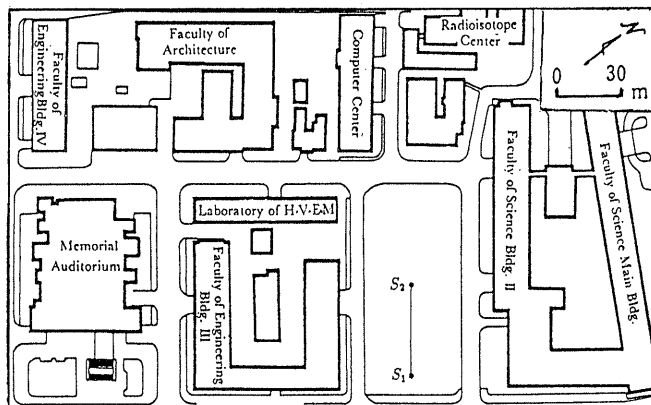 Faculty of
Engineering Bldg. IV
Faculty of
Architecture
Computer Center
Radioisotope
Center
N
0 30
m
Memorial
Auditorium
Laboratory of H·V·E·M
Faculty of Engineering
Bldg. III
S₂
S₁
Faculty of Science Bldg. II
Faculty of Science Main Bldg.